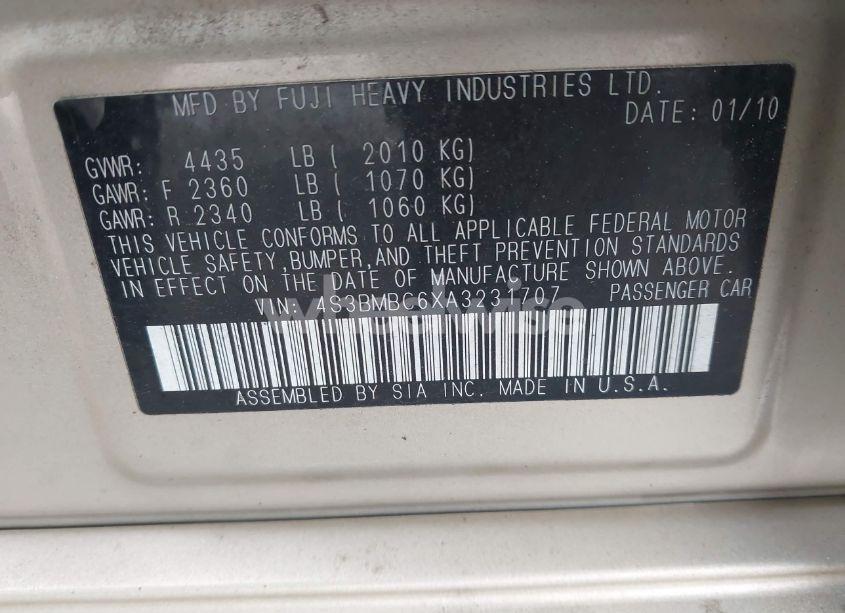 MFD BY FUJI HEAVY INDUSTRIES LTD.
DATE: 01/10
GVWR: 4435 LB ( 2010 KG)
GAWR: F 2360 LB ( 1070 KG)
GAWR: R 2340 LB ( 1060 KG)
THIS VEHICLE CONFORMS TO ALL APPLICABLE FEDERAL MOTOR
VEHICLE SAFETY, BUMPER, AND THEFT PREVENTION STANDARDS
IN EFFECT ON THE DATE OF MANUFACTURE SHOWN ABOVE.
VIN: 4S3BMBC6XA3231707 PASSENGER CAR
wheelwise
ASSEMBLED BY SIA INC. MADE IN U.S.A.